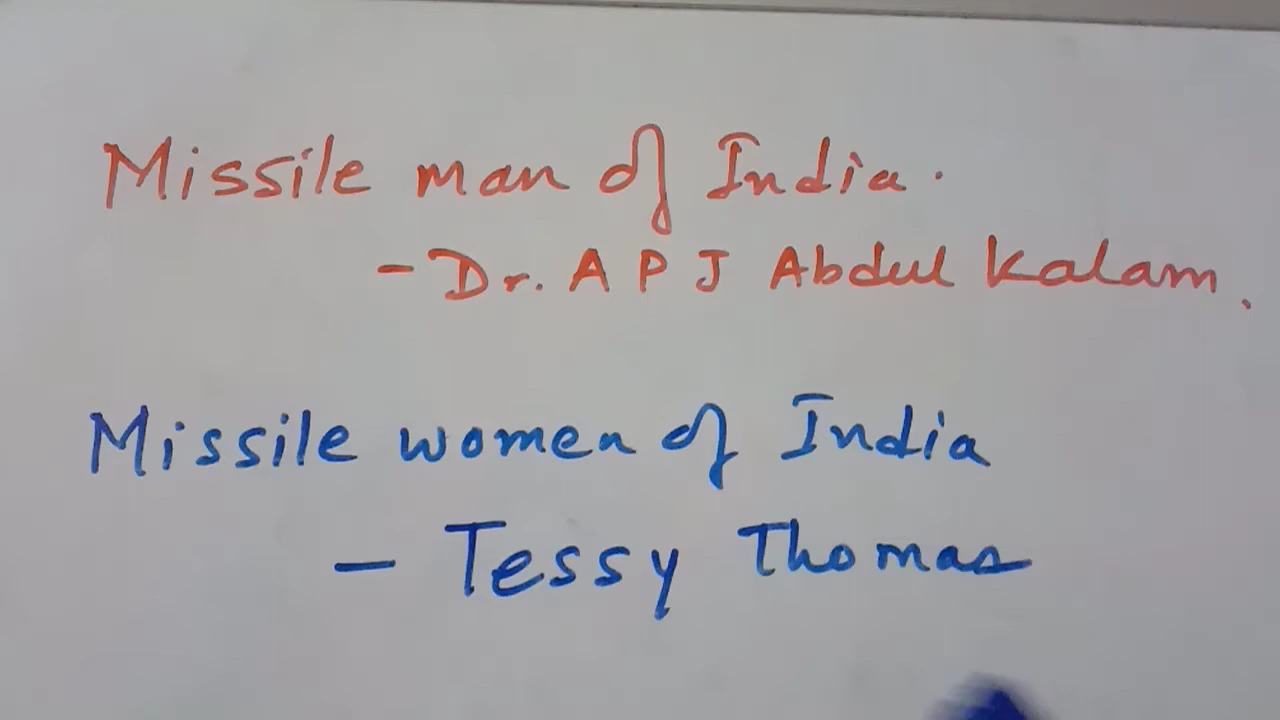 Missile man of India.
- Dr. A P J Abdul Kalam.
Missile women of India
- Tessy Thomas